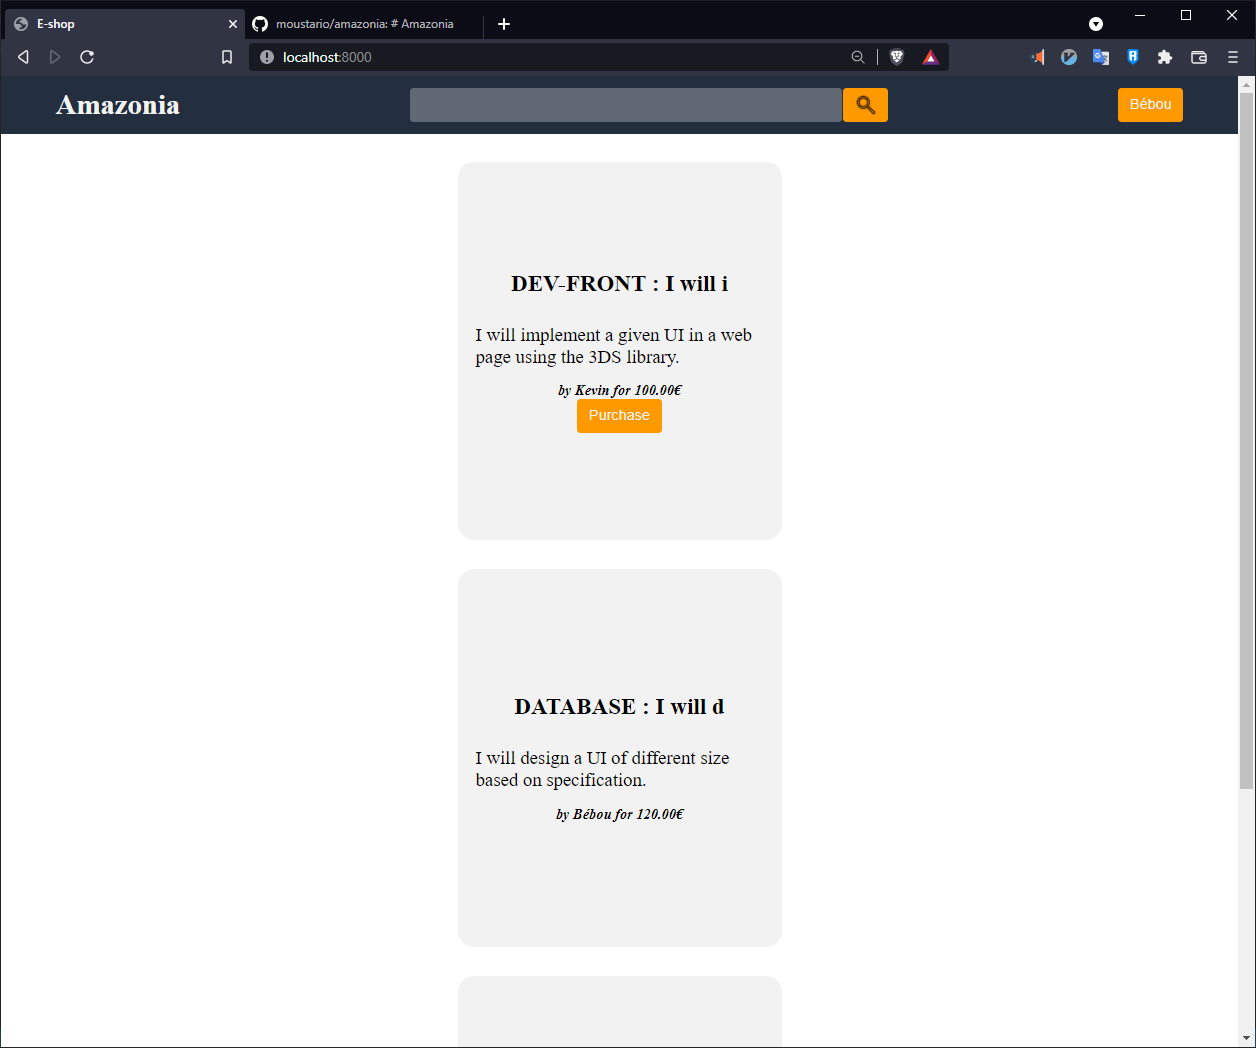 E-shop
moustario/amazonia: # Amazonia
localhost:8000
Amazonia
Bébou
DEV-FRONT : I will i
I will implement a given UI in a web
page using the 3DS library.
by Kevin for 100.00€
Purchase
DATABASE : I will d
I will design a UI of different size
based on specification.
by Bébou for 120.00€